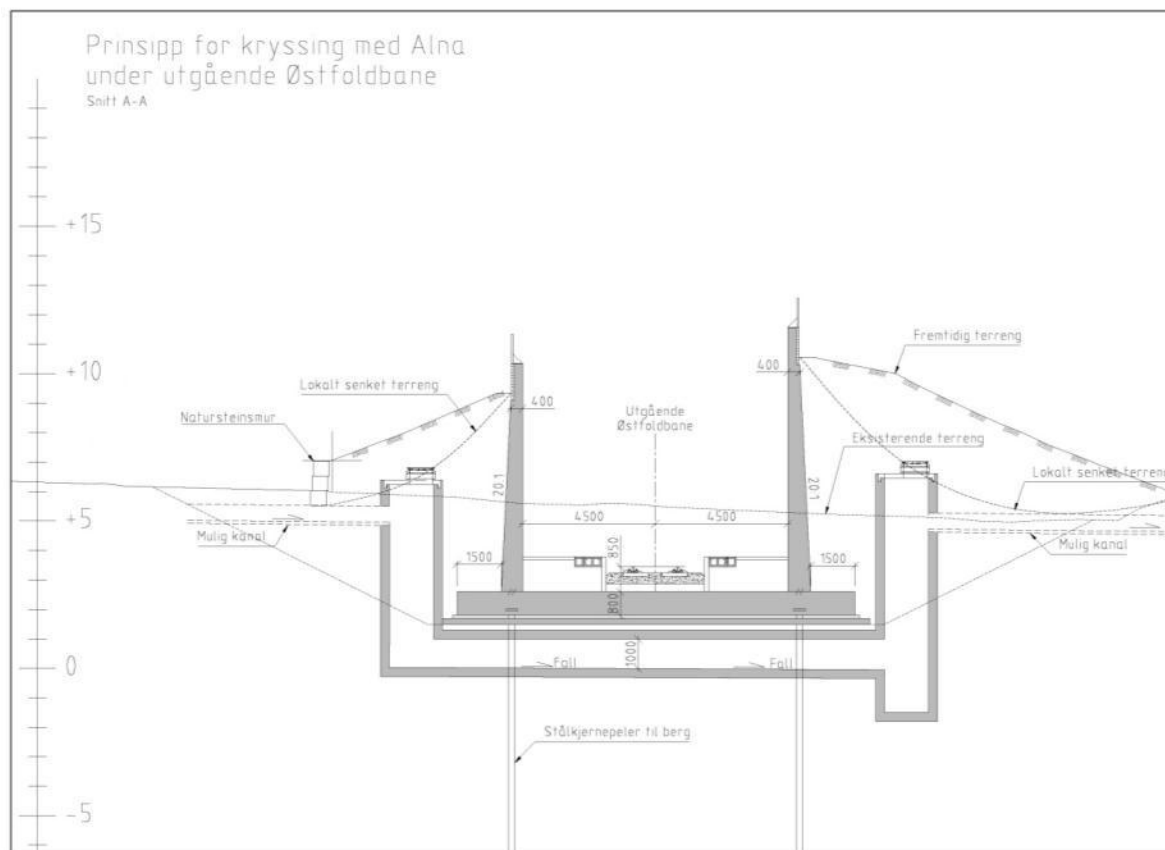 Prinsipp for kryssing med Alna
under utgående Østfoldbane
Snitt A-A
+15
+10
+5
0
-5
Fremtidig terreng
400
Lokalt senket terreng
400
Natursteinsmur
Utgående
Østfoldbane
Eksisterende terreng
20:1
20:1
Lokalt senket terreng
4500
4500
Mulig kanal
Mulig kanal
1500
850
1500
800
1000
Fall
Fall
Stålkjernepeler til berg